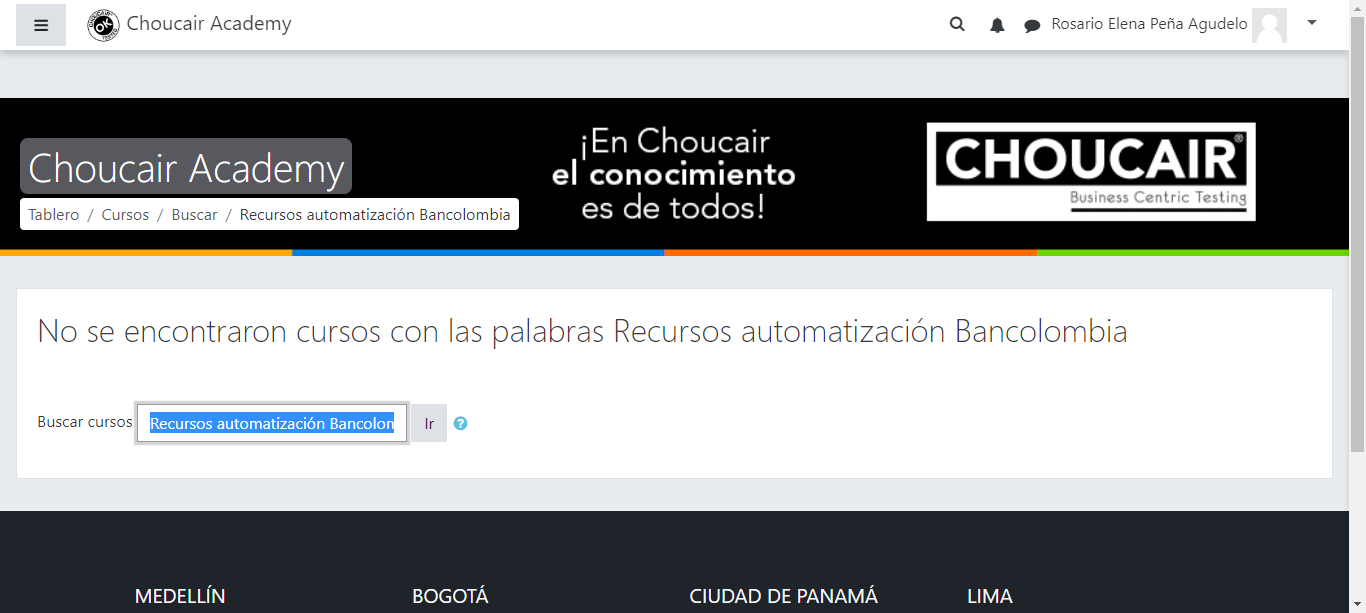 Choucair Academy
Rosario Elena Peña Agudelo
Choucair Academy
Tablero / Cursos / Buscar / Recursos automatización Bancolombia
¡En Choucair
el conocimiento
es de todos!
CHOUCAIR®
Business Centric Testing
No se encontraron cursos con las palabras Recursos automatización Bancolombia
Buscar cursos
Recursos automatización Bancolon
Ir
?
MEDELLÍN
BOGOTÁ
CIUDAD DE PANAMÁ
LIMA